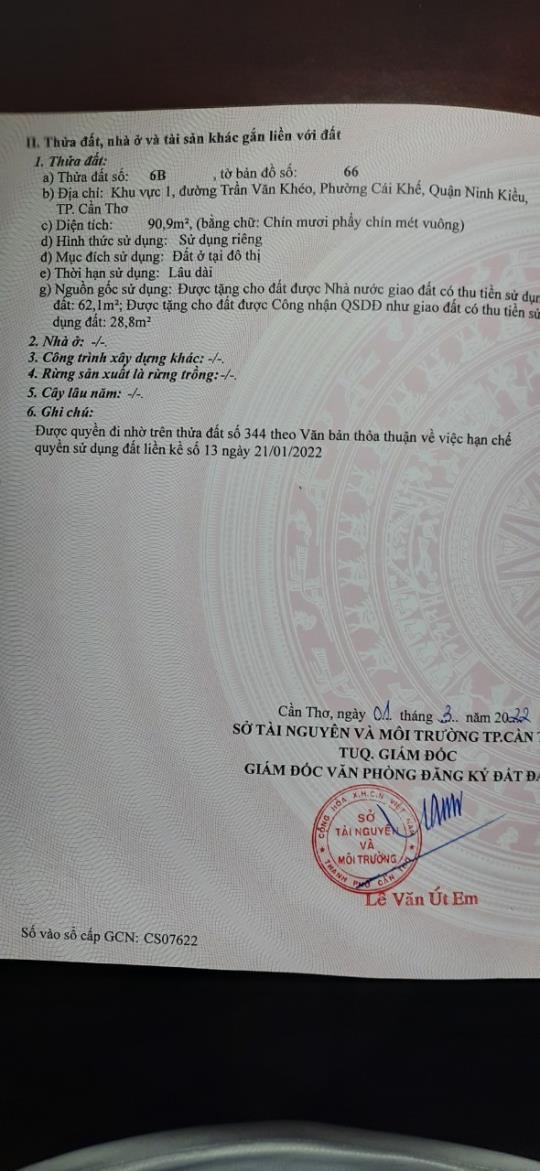 II. Thửa đất, nhà ở và tài sản khác gắn liền với đất
1. Thửa đất:
a) Thửa đất số: 6B , tờ bản đồ số: 66
b) Địa chỉ: Khu vực 1, đường Trần Văn Khéo, Phường Cái Khế, Quận Ninh Kiều,
TP. Cần Thơ
c) Diện tích: 90,9m², (bằng chữ: Chín mươi phẩy chín mét vuông)
d) Hình thức sử dụng: Sử dụng riêng
đ) Mục đích sử dụng: Đất ở tại đô thị
e) Thời hạn sử dụng: Lâu dài
g) Nguồn gốc sử dụng: Được tặng cho đất được Nhà nước giao đất có thu tiền sử dụn
đất: 62,1m²; Được tặng cho đất được Công nhận QSDĐ như giao đất có thu tiền sử
dụng đất: 28,8m²
2. Nhà ở: -/-.
3. Công trình xây dựng khác: -/-.
4. Rừng sản xuất là rừng trồng: -/-.
5. Cây lâu năm: -/-.
6. Ghi chú:
Được quyền đi nhờ trên thửa đất số 344 theo Văn bản thỏa thuận về việc hạn chế
quyền sử dụng đất liền kề số 13 ngày 21/01/2022
Cần Thơ, ngày 01 tháng 3.. năm 2022
SỞ TÀI NGUYÊN VÀ MÔI TRƯỜNG TP.CẦN T
TUQ. GIÁM ĐỐC
GIÁM ĐỐC VĂN PHÒNG ĐĂNG KÝ ĐẤT ĐA
CỘNG HÒA X.H.C.N VIỆT NAM
SỞ
TÀI NGUYÊN
VÀ
MÔI TRƯỜNG
THÀNH PHỐ CẦN THƠ
Lê Văn Út Em
Số vào sổ cấp GCN: CS07622